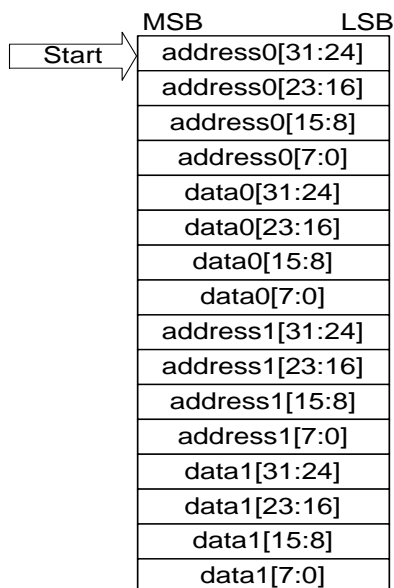 MSB LSB
Start address0[31:24]
address0[23:16]
address0[15:8]
address0[7:0]
data0[31:24]
data0[23:16]
data0[15:8]
data0[7:0]
address1[31:24]
address1[23:16]
address1[15:8]
address1[7:0]
data1[31:24]
data1[23:16]
data1[15:8]
data1[7:0]